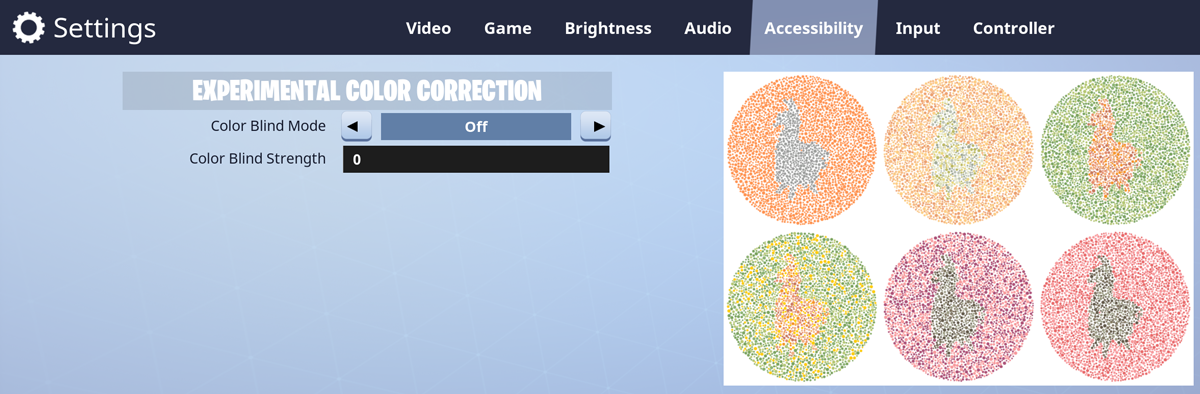 Settings
Video Game Brightness Audio Accessibility Input Controller
EXPERIMENTAL COLOR CORRECTION
Color Blind Mode Off
Color Blind Strength 0